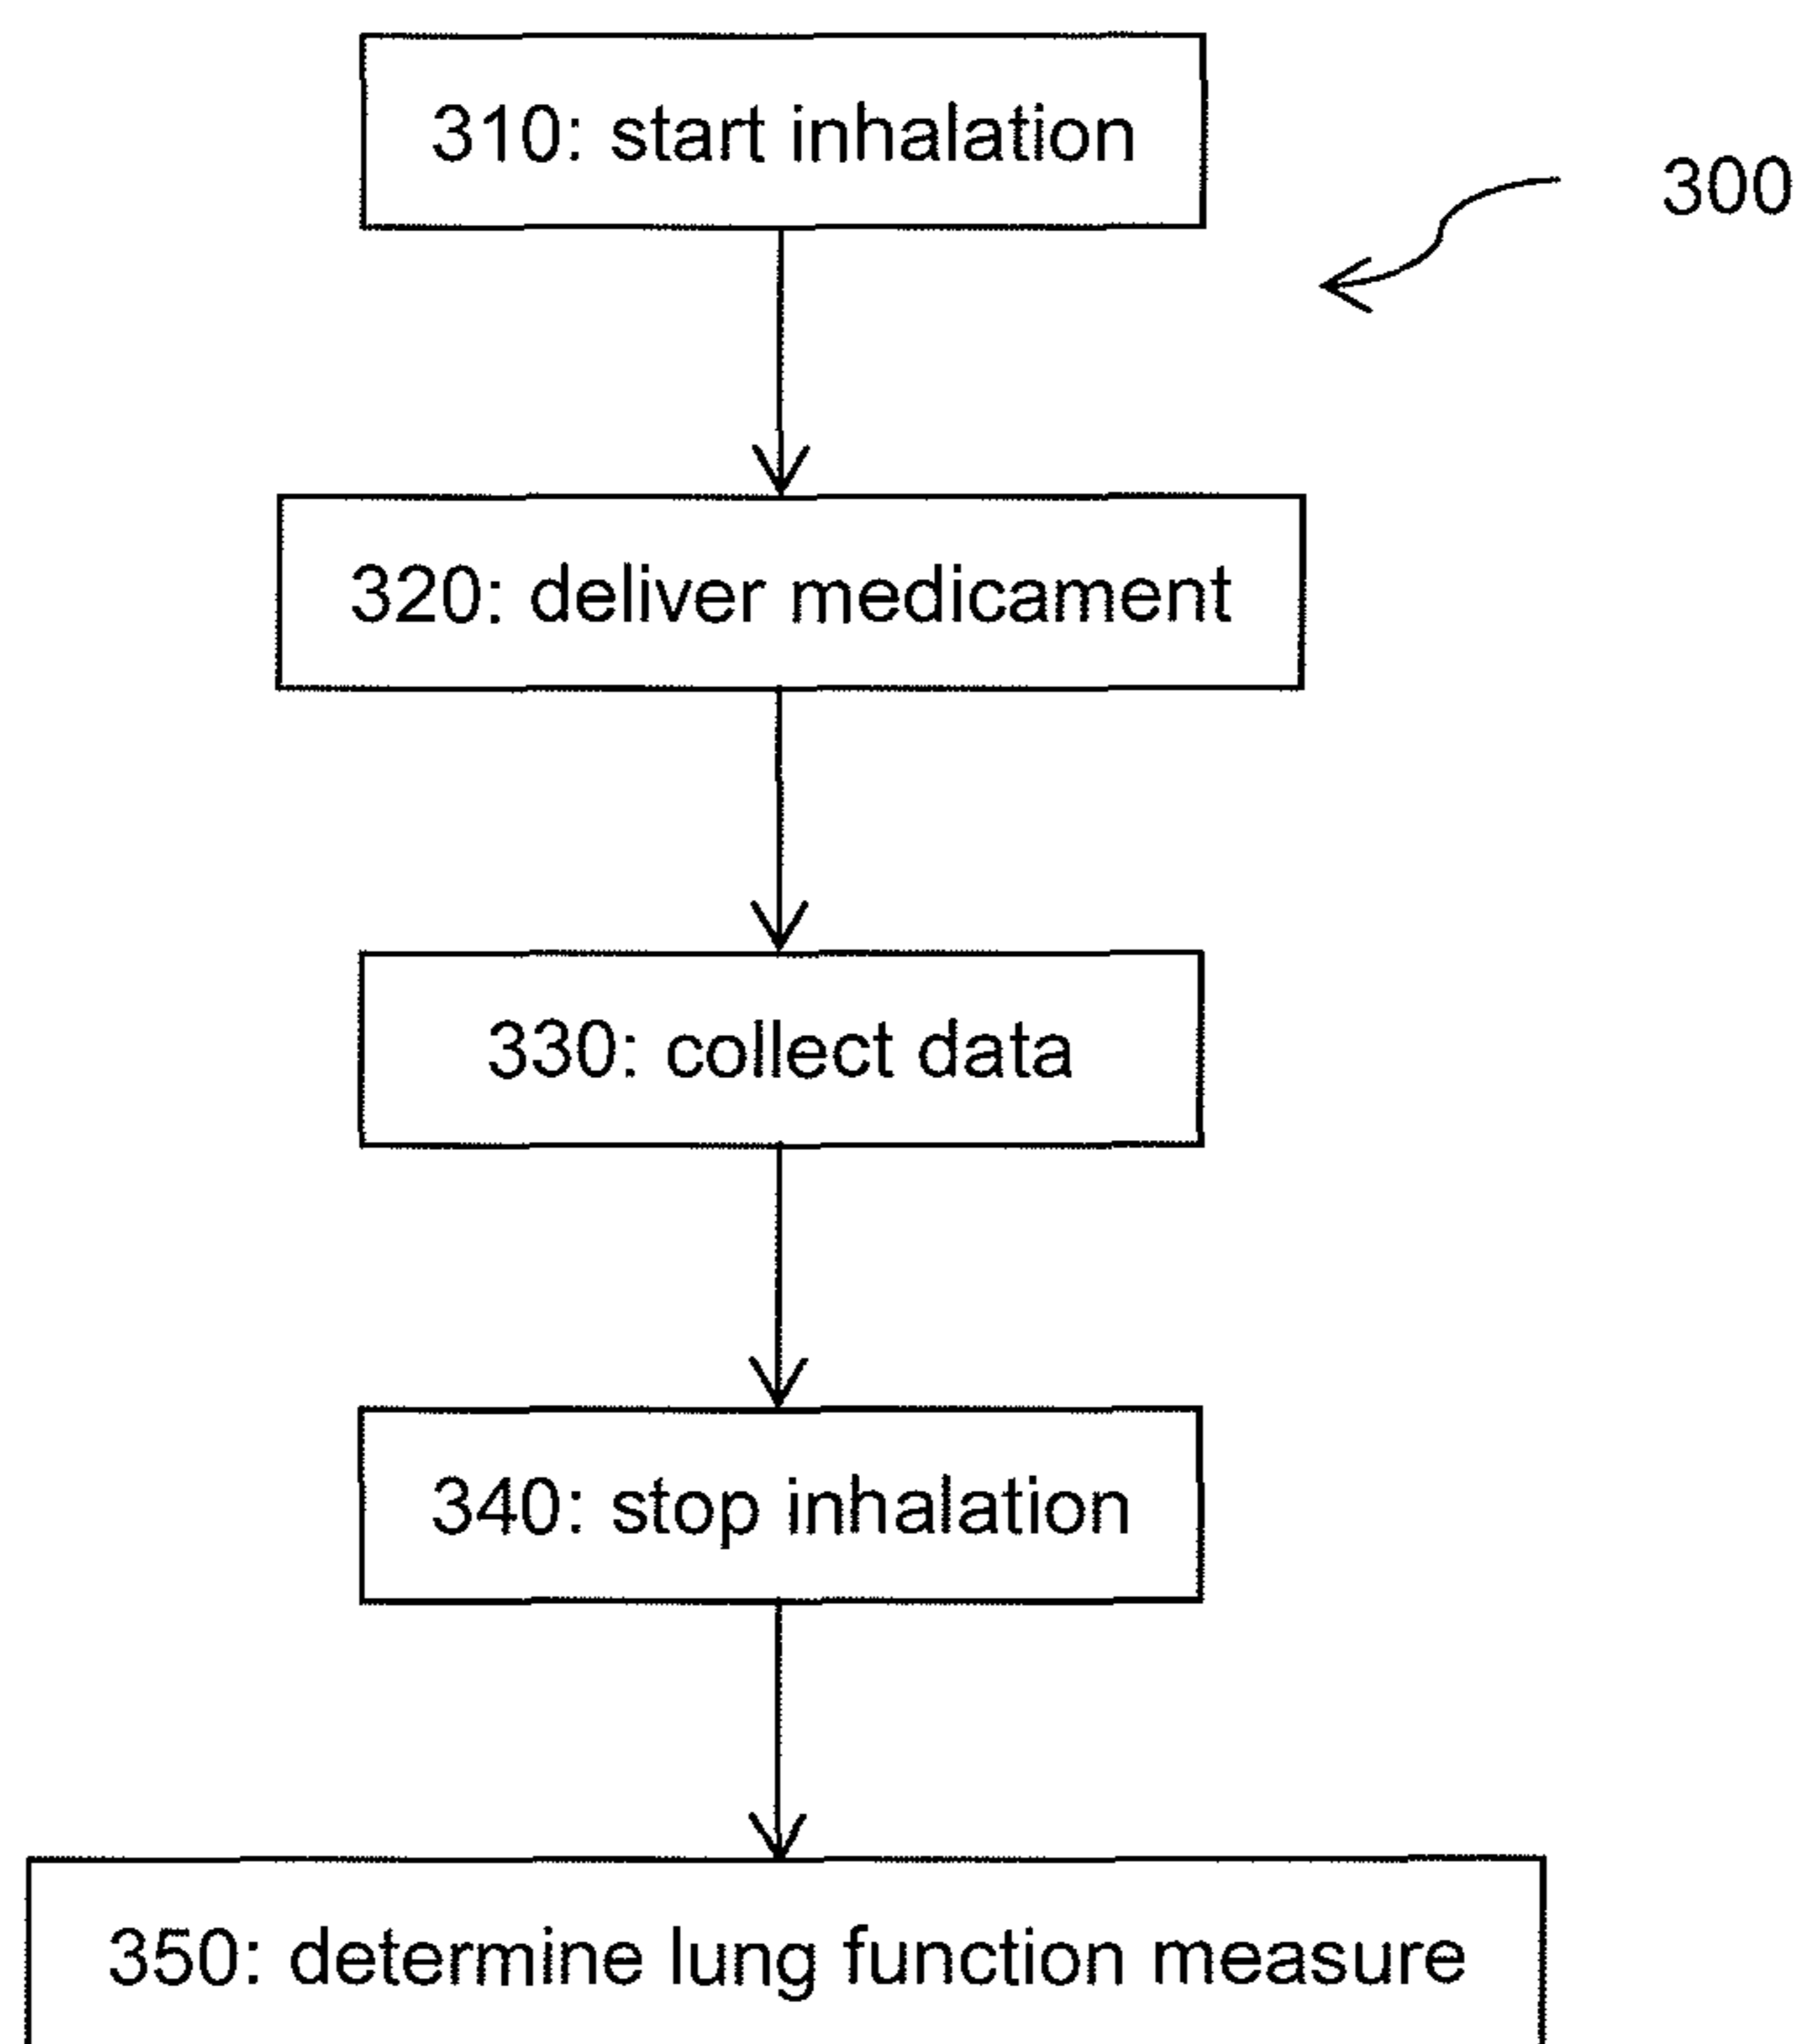 310: start inhalation
300
320: deliver medicament
330: collect data
340: stop inhalation
350: determine lung function measure